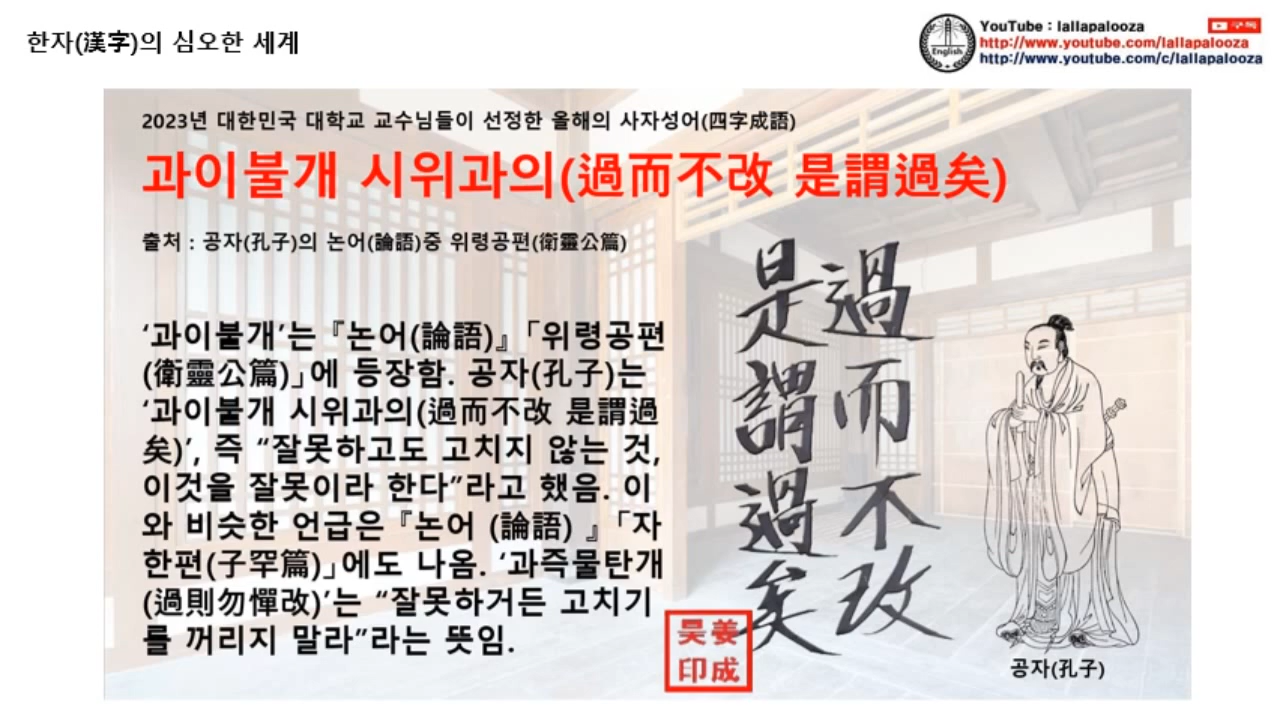 한자(漢字)의 심오한 세계
English
YouTube : lallapalooza
구독
http://www.youtube.com/lallapalooza
http://www.youtube.com/c/lallapalooza
2023년 대한민국 대학교 교수님들이 선정한 올해의 사자성어(四字成語)
과이불개 시위과의(過而不改 是謂過矣)
출처 : 공자(孔子)의 논어(論語)중 위령공편(衛靈公篇)
‘과이불개’는『논어(論語)』「위령공편
(衛靈公篇)」에 등장함. 공자(孔子)는
‘과이불개 시위과의(過而不改 是謂過
矣)’, 즉 “잘못하고도 고치지 않는 것,
이것을 잘못이라 한다”라고 했음. 이
와 비슷한 언급은『논어 (論語) 』「자
한편(子罕篇)」에도 나옴. ‘과즉물탄개
(過則勿憚改)’는 “잘못하거든 고치기
를 꺼리지 말라”라는 뜻임.
過而不改
是謂過矣
姜成
吳印
공자(孔子)